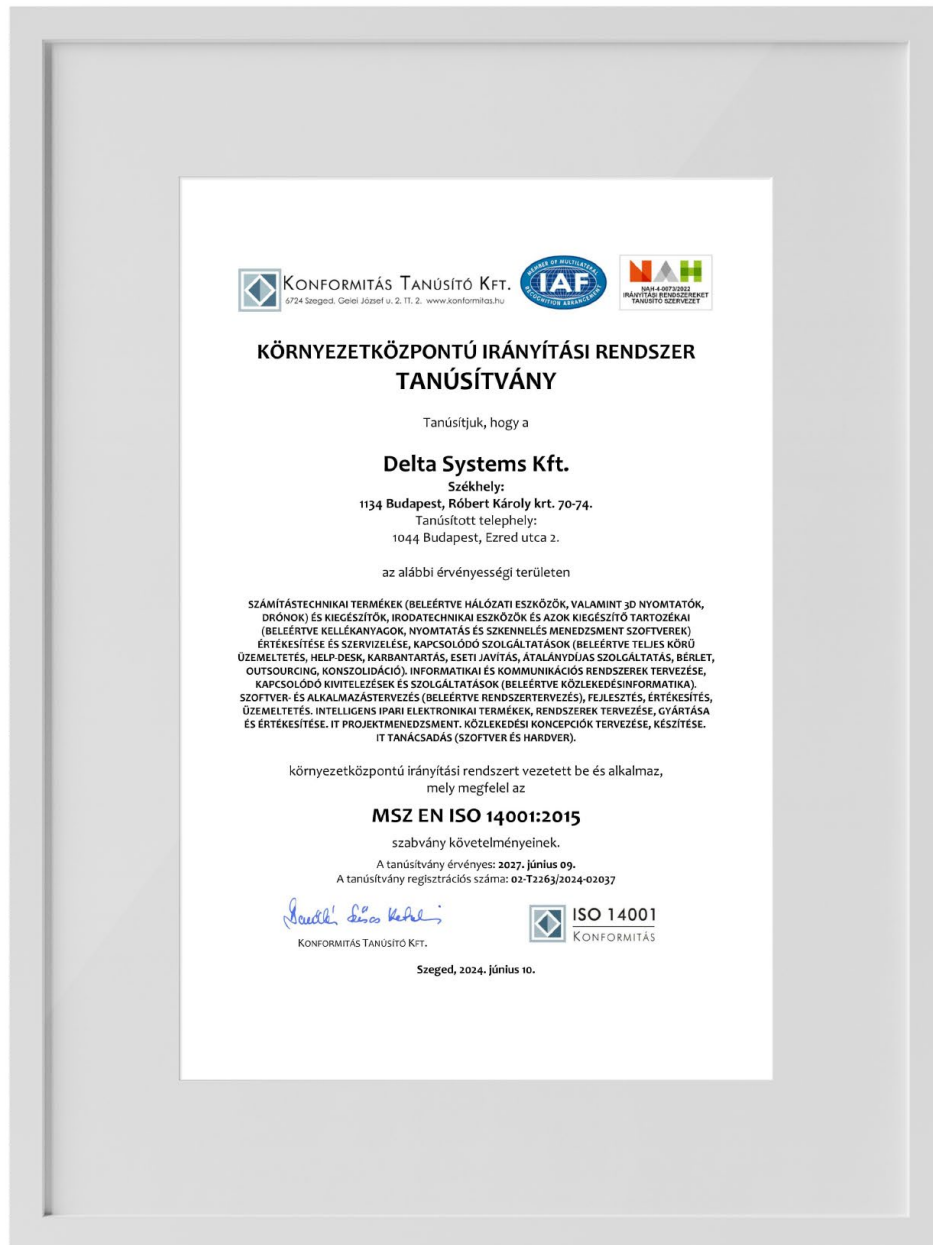 KONFORMITÁS TANÚSÍTÓ KFT.
6724 Szeged. Gelei József u. 2. TT. 2. www.konformitas.hu
MEMBER OF MULTILATERAL
IAF
RECOGNITION ARRANGEMENT
NAH
NAH-4-0073/2022
IRÁNYÍTÁSI RENDSZEREKET
TANÚSÍTÓ SZERVEZET
KÖRNYEZETKÖZPONTÚ IRÁNYÍTÁSI RENDSZER
TANÚSÍTVÁNY
Tanúsítjuk, hogy a
Delta Systems Kft.
Székhely:
1134 Budapest, Róbert Károly krt. 70-74.
Tanúsított telephely:
1044 Budapest, Ezred utca 2.
az alábbi érvényességi területen
SZÁMÍTÁSTECHNIKAI TERMÉKEK (BELEÉRTVE HÁLÓZATI ESZKÖZÖK, VALAMINT 3D NYOMTATÓK,
DRÓNOK) ÉS KIEGÉSZÍTŐK, IRODATECHNIKAI ESZKÖZÖK ÉS AZOK KIEGÉSZÍTŐ TARTOZÉKAI
(BELEÉRTVE KELLÉKANYAGOK, NYOMTATÁS ÉS SZKENNELÉS MENEDZSMENT SZOFTVEREK)
ÉRTÉKESÍTÉSE ÉS SZERVIZELÉSE, KAPCSOLÓDÓ SZOLGÁLTATÁSOK (BELEÉRTVE TELJES KÖRŰ
ÜZEMELTETÉS, HELP-DESK, KARBANTARTÁS, ESETI JAVÍTÁS, ÁTALÁNYDÍJAS SZOLGÁLTATÁS, BÉRLET,
OUTSOURCING, KONSZOLIDÁCIÓ). INFORMATIKAI ÉS KOMMUNIKÁCIÓS RENDSZEREK TERVEZÉSE,
KAPCSOLÓDÓ KIVITELEZÉSEK ÉS SZOLGÁLTATÁSOK (BELEÉRTVE KÖZLEKEDÉSINFORMATIKA).
SZOFTVER- ÉS ALKALMAZÁSTERVEZÉS (BELEÉRTVE RENDSZERTERVEZÉS), FEJLESZTÉS, ÉRTÉKESÍTÉS,
ÜZEMELTETÉS. INTELLIGENS IPARI ELEKTRONIKAI TERMÉKEK, RENDSZEREK TERVEZÉSE, GYÁRTÁSA
ÉS ÉRTÉKESÍTÉSE. IT PROJEKTMENEDZSMENT. KÖZLEKEDÉSI KONCEPCIÓK TERVEZÉSE, KÉSZÍTÉSE.
IT TANÁCSADÁS (SZOFTVER ÉS HARDVER).
környezetközpontú irányítási rendszert vezetett be és alkalmaz,
mely megfelel az
MSZ EN ISO 14001:2015
szabvány követelményeinek.
A tanúsítvány érvényes: 2027. június 09.
A tanúsítvány regisztrációs száma: 02-T2263/2024-02037
ISO 14001
KONFORMITÁS
KONFORMITÁS TANÚSÍTÓ KFT.
Szeged, 2024. június 10.